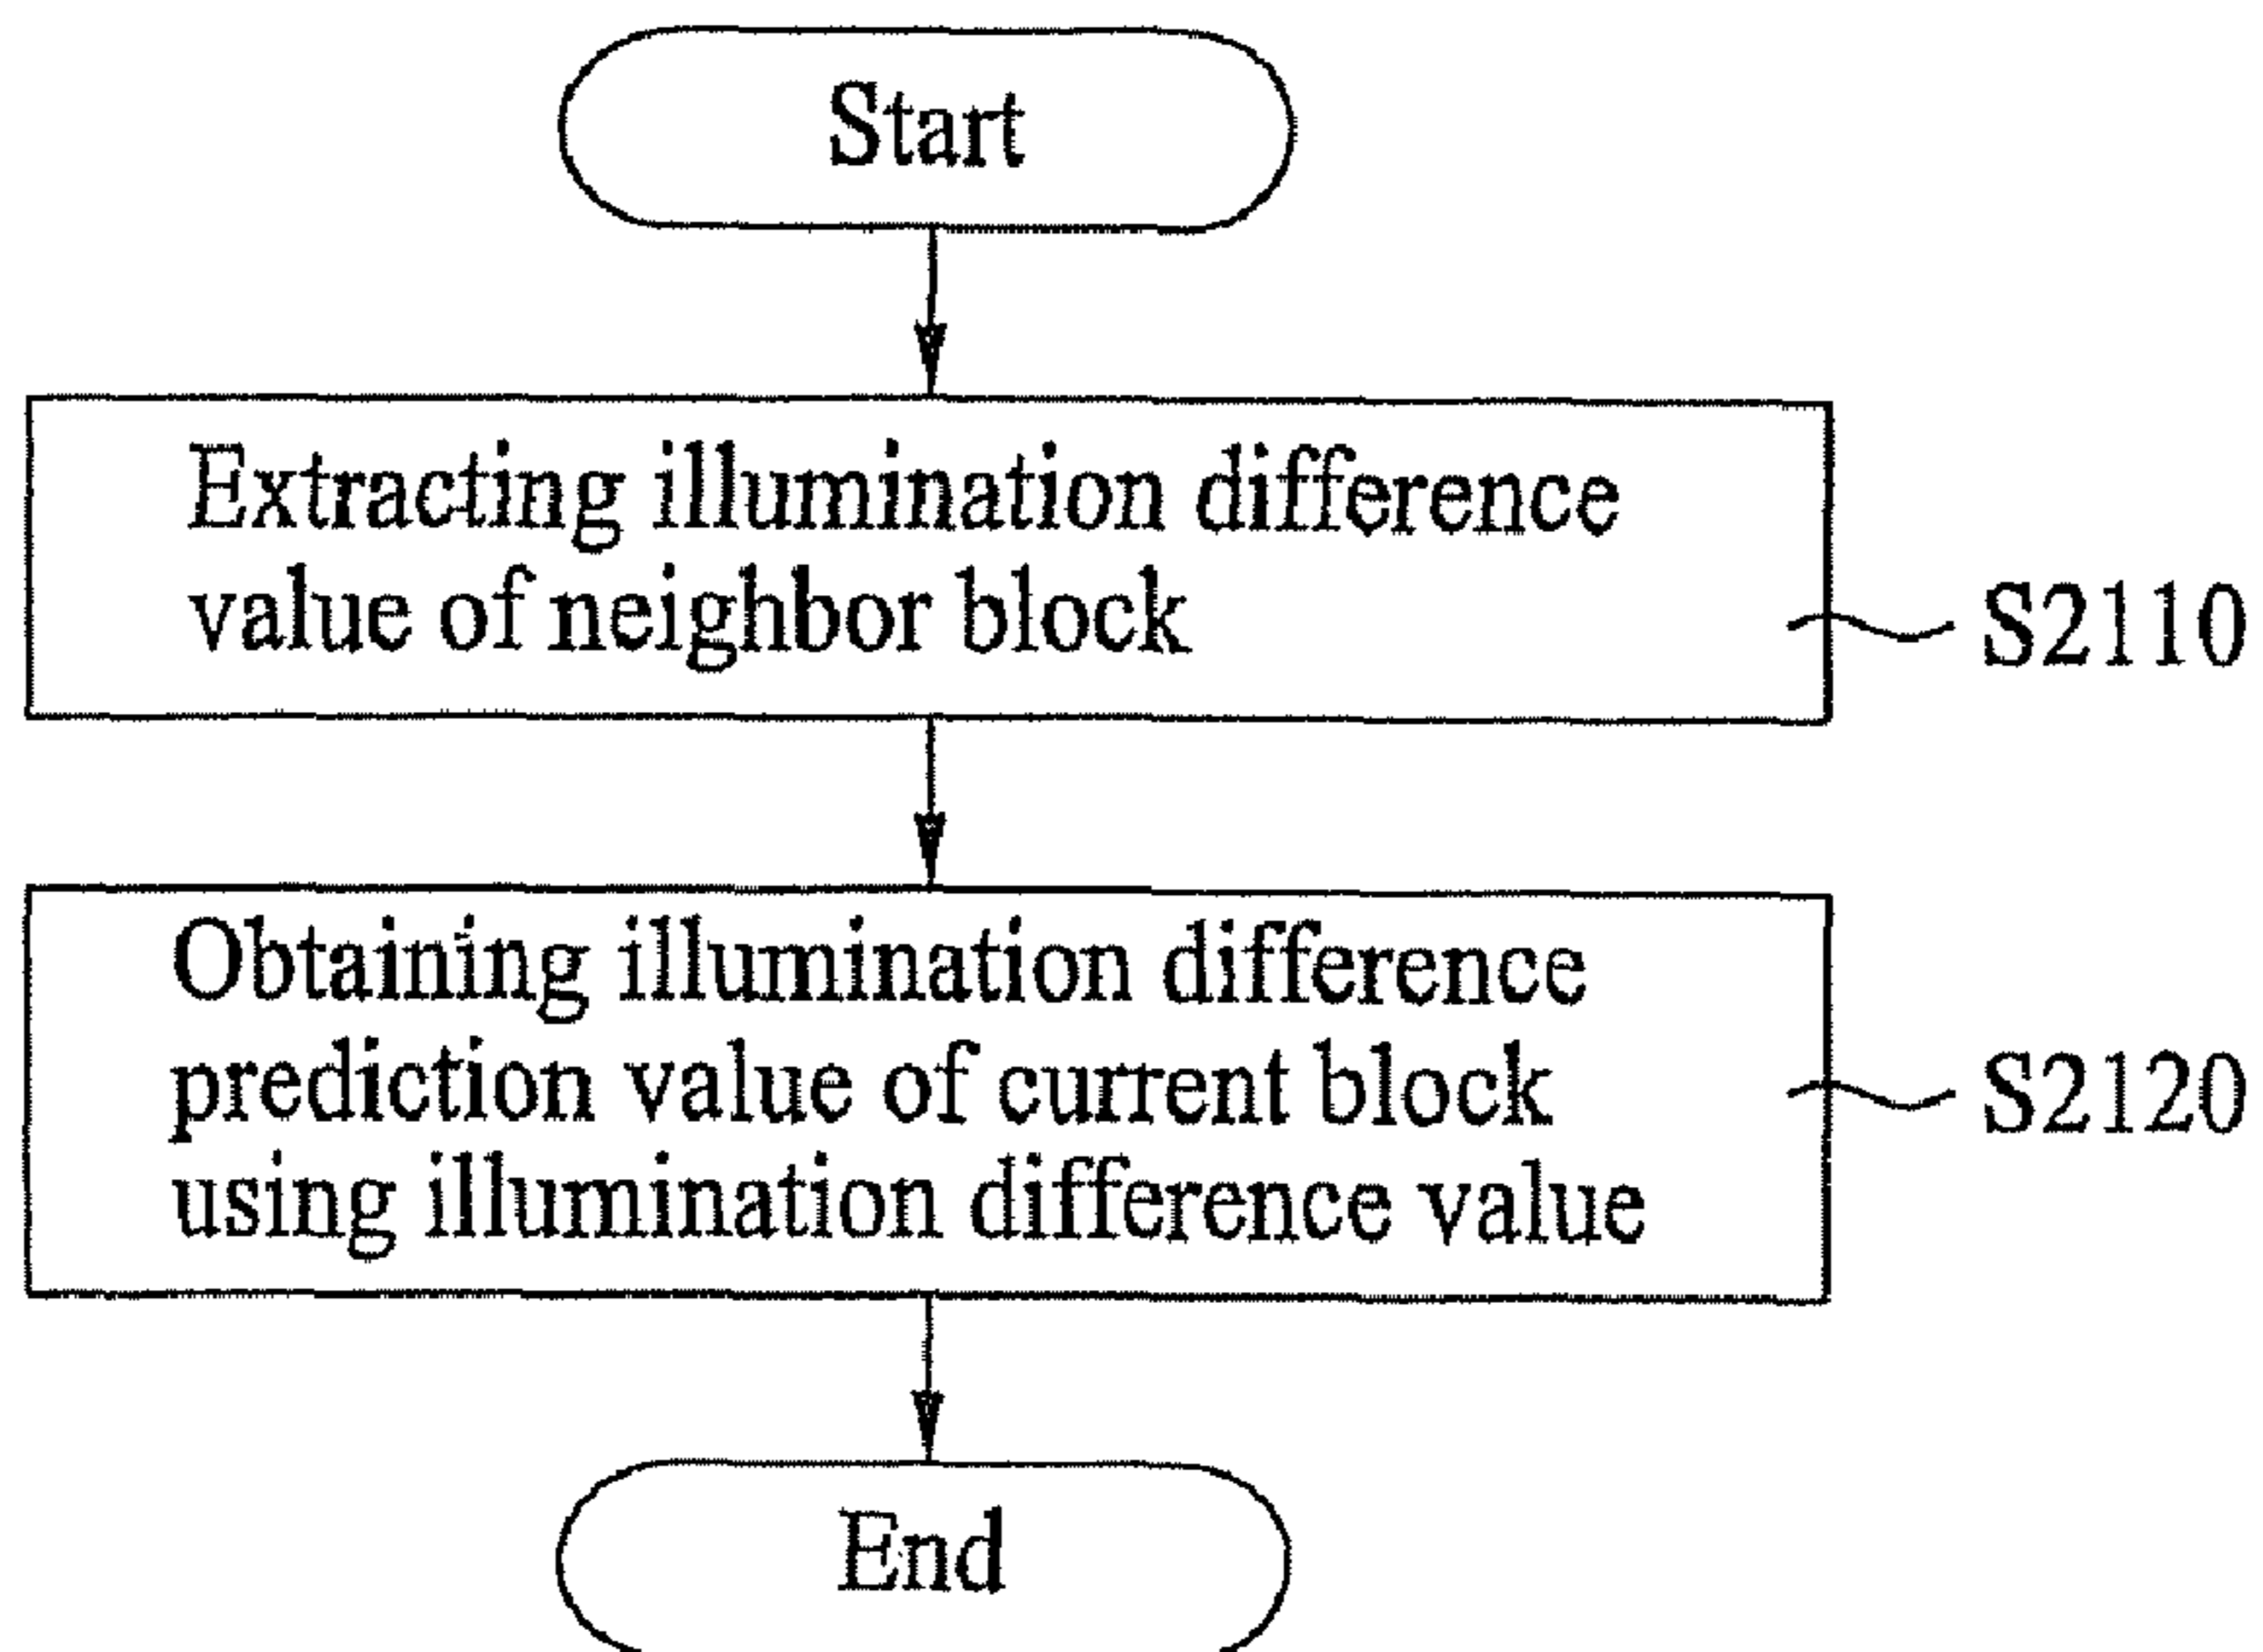 Start
Extracting illumination difference
value of neighbor block
S2110
Obtaining illumination difference
prediction value of current block
using illumination difference value
S2120
End